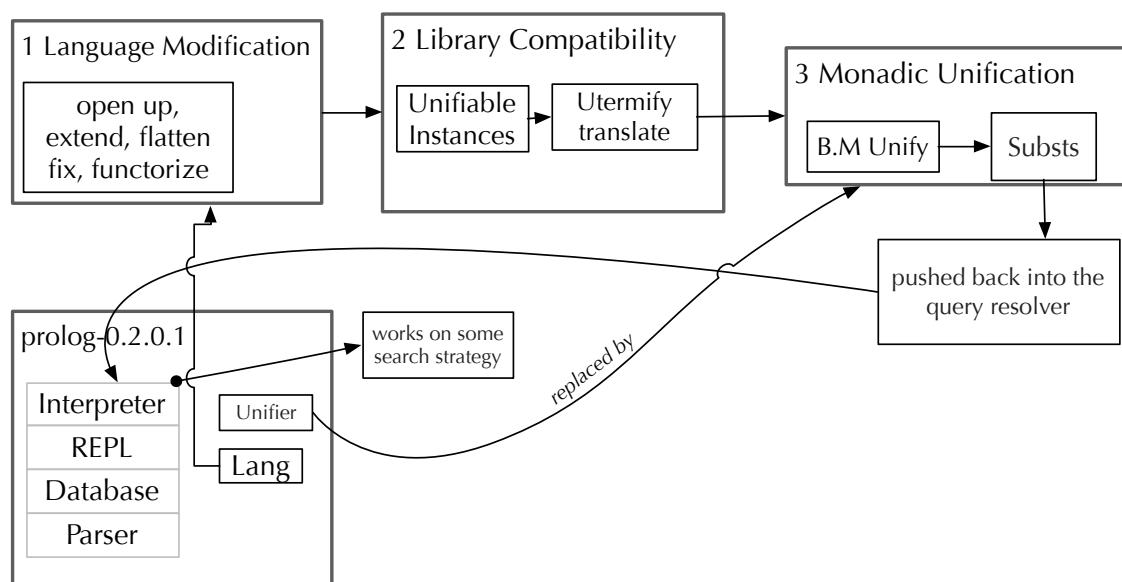 1 Language Modification
open up,
extend, flatten
fix, functorize
2 Library Compatibility
Unifiable
Instances
Utermify
translate
3 Monadic Unification
B.M Unify
Substs
pushed back into the
query resolver
prolog-0.2.0.1
works on some
search strategy
replaced by
Interpreter
REPL
Database
Parser
Unifier
Lang